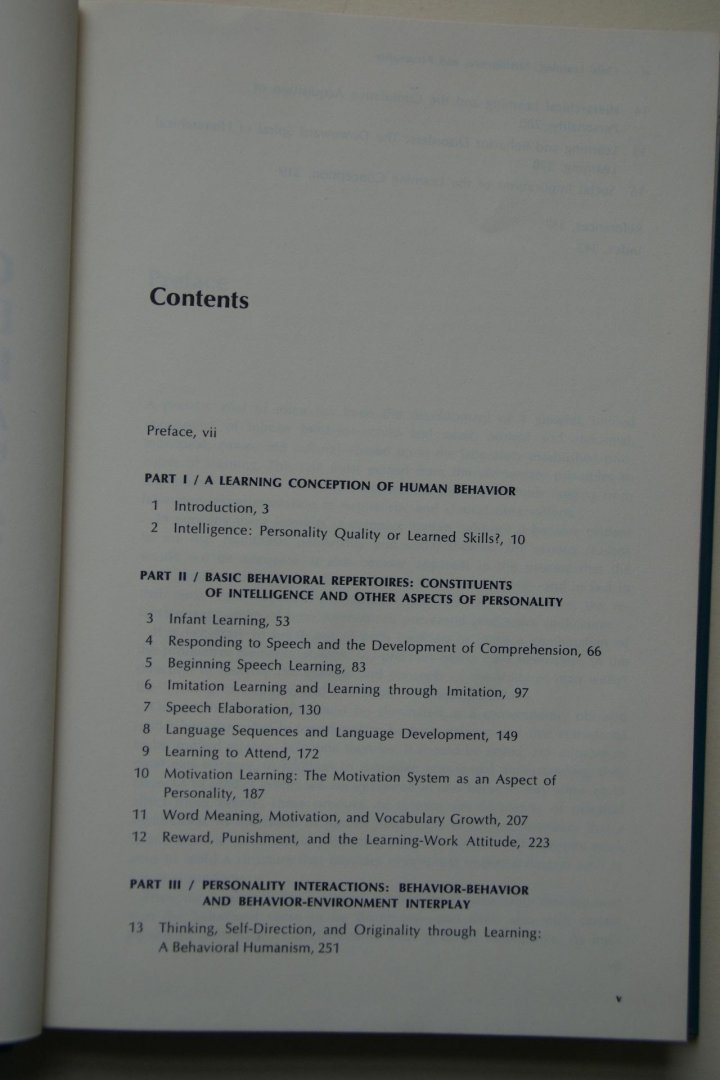 Contents
Preface, vii
PART I / A LEARNING CONCEPTION OF HUMAN BEHAVIOR
1 Introduction, 3
2 Intelligence: Personality Quality or Learned Skills?, 10
PART II / BASIC BEHAVIORAL REPERTOIRES: CONSTITUENTS
OF INTELLIGENCE AND OTHER ASPECTS OF PERSONALITY
3 Infant Learning, 53
4 Responding to Speech and the Development of Comprehension, 66
5 Beginning Speech Learning, 83
6 Imitation Learning and Learning through Imitation, 97
7 Speech Elaboration, 130
8 Language Sequences and Language Development, 149
9 Learning to Attend, 172
10 Motivation Learning: The Motivation System as an Aspect of
Personality, 187
11 Word Meaning, Motivation, and Vocabulary Growth, 207
12 Reward, Punishment, and the Learning-Work Attitude, 223
PART III / PERSONALITY INTERACTIONS: BEHAVIOR-BEHAVIOR
AND BEHAVIOR-ENVIRONMENT INTERPLAY
13 Thinking, Self-Direction, and Originality through Learning:
A Behavioral Humanism, 251
v